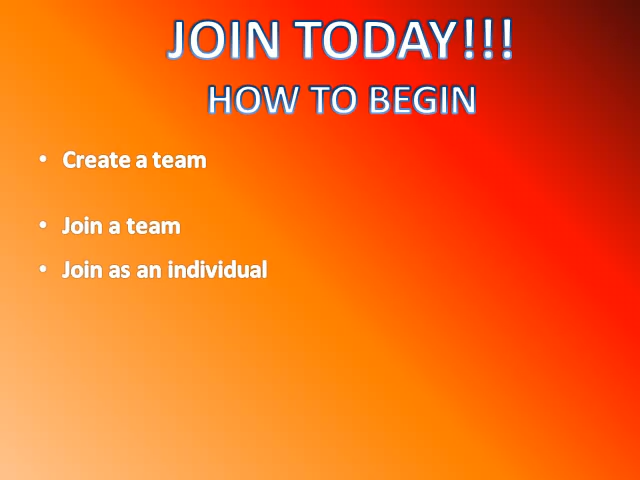 JOIN TODAY!!!
HOW TO BEGIN
• Create a team
• Join a team
• Join as an individual